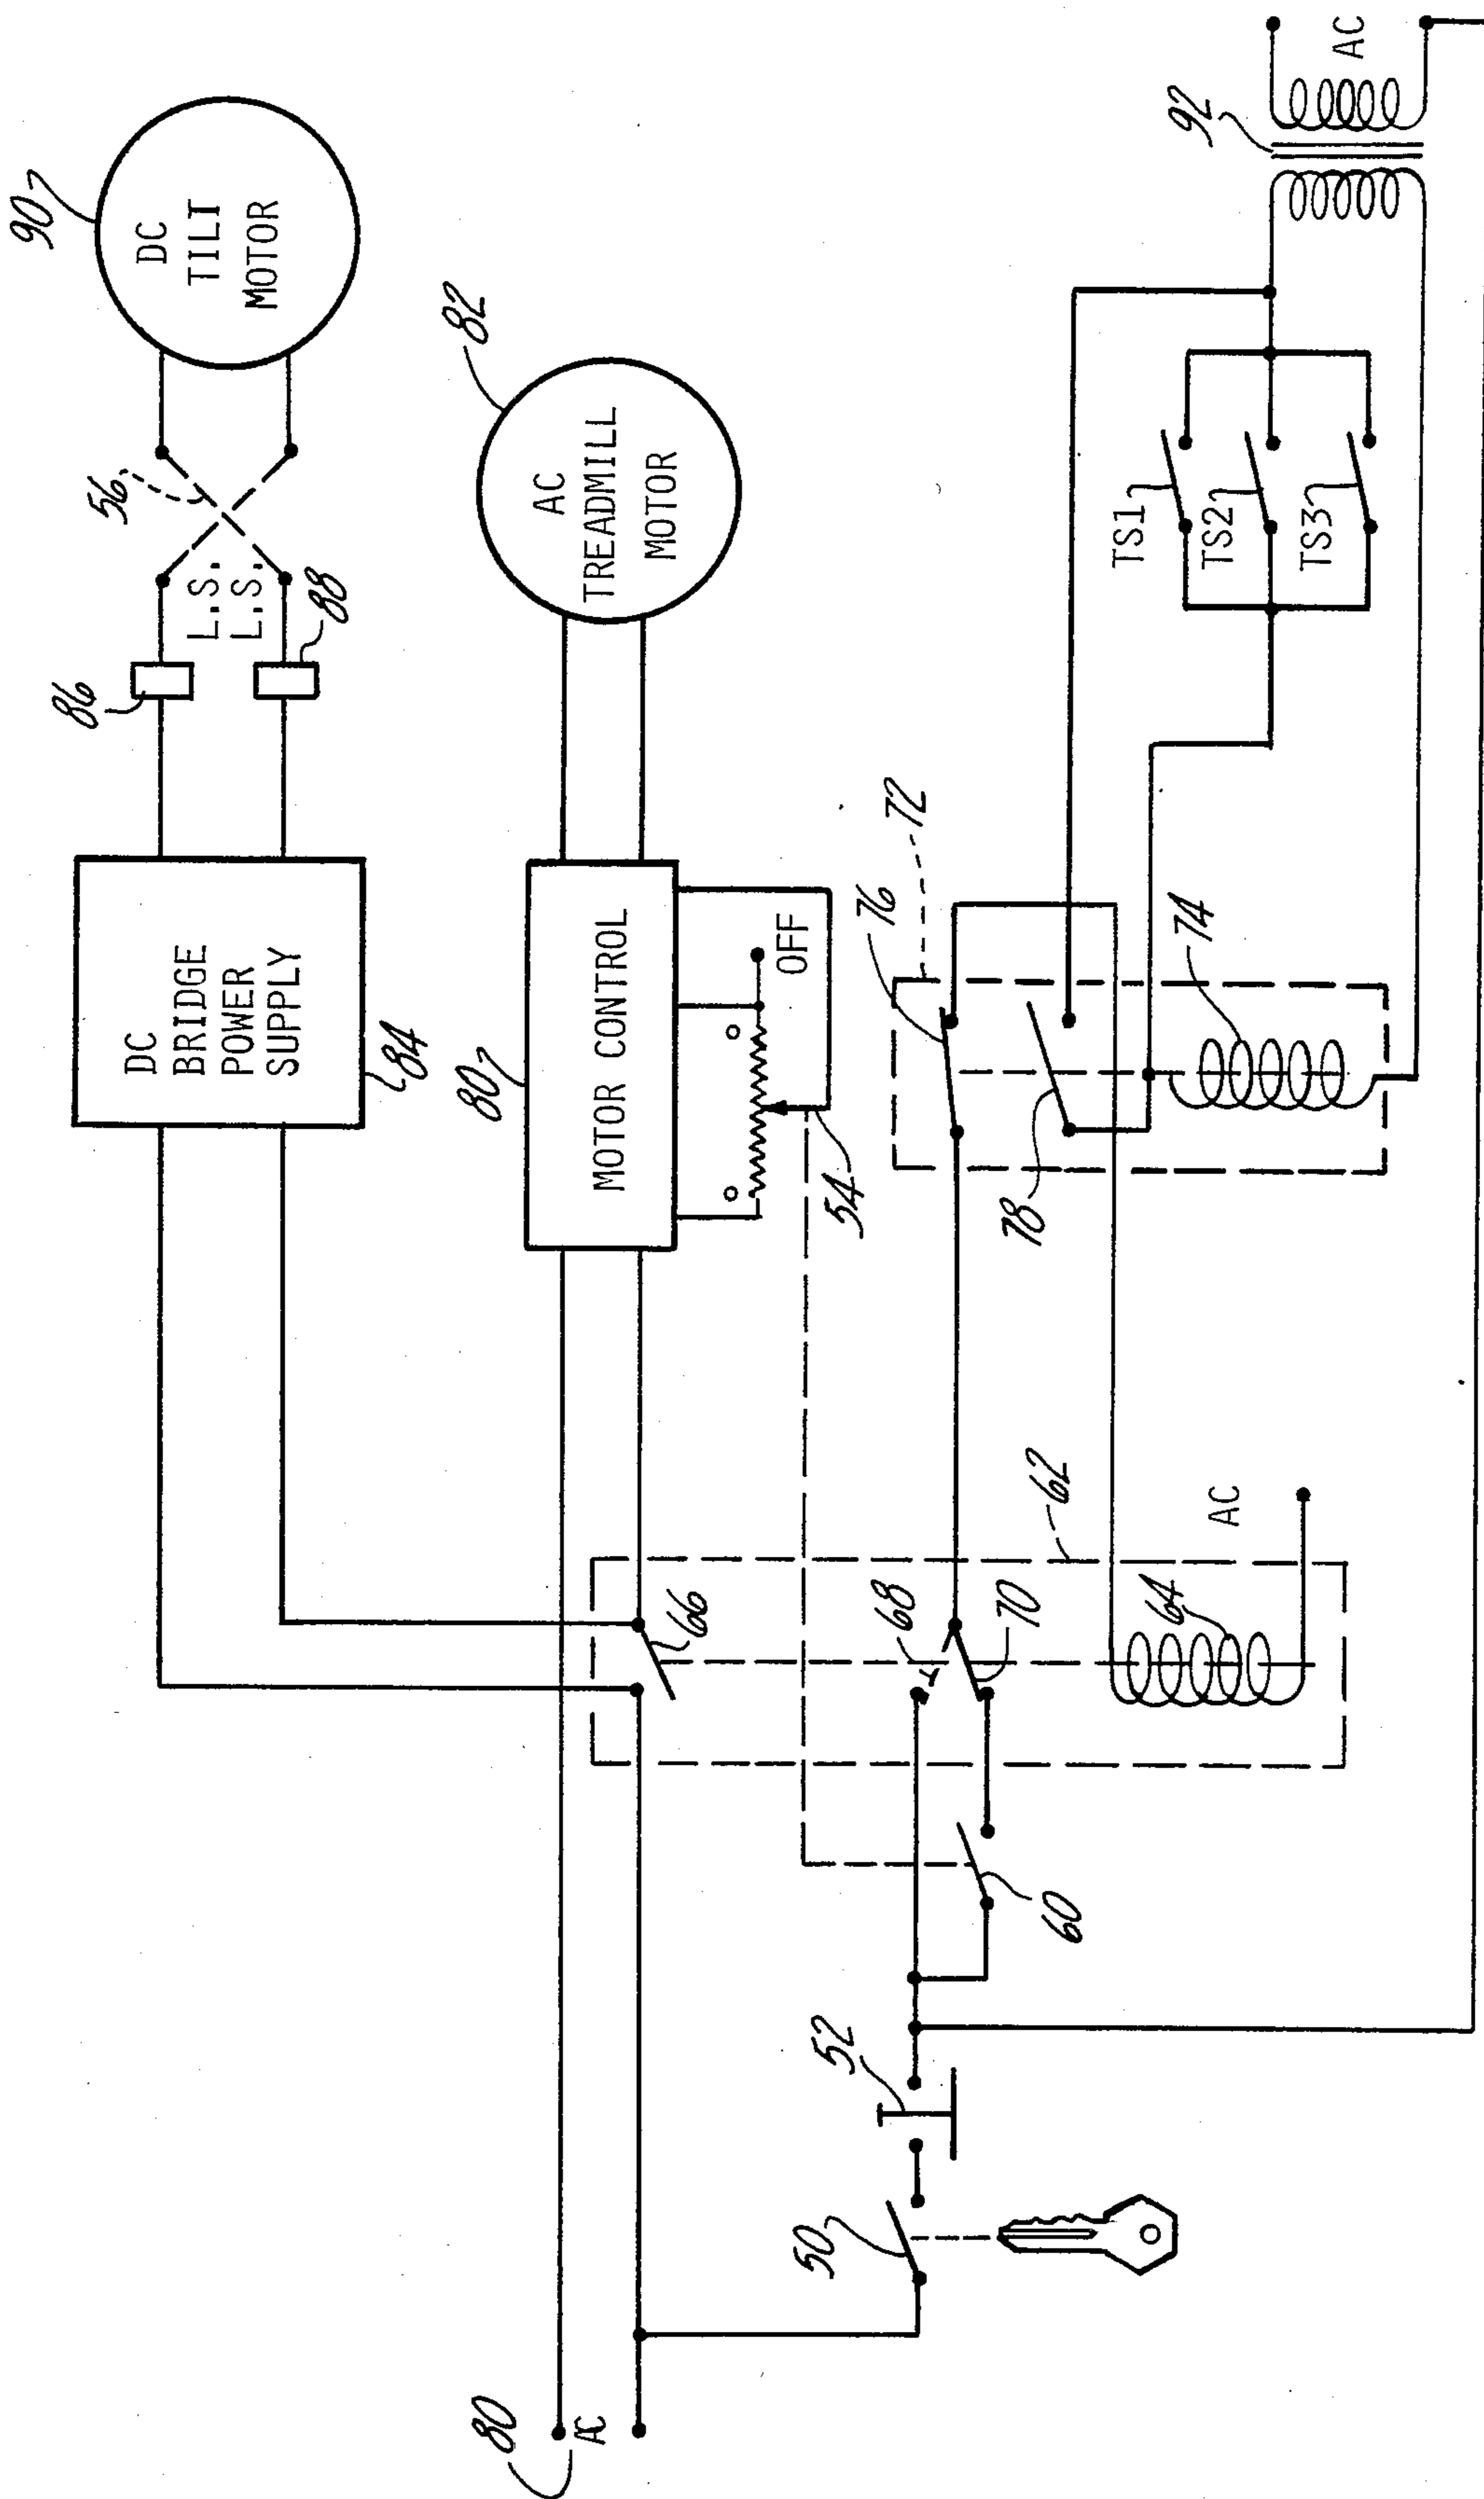 90
DC
TILT
MOTOR
56
L.S.
L.S.
86
88
DC
BRIDGE
POWER
SUPPLY
84
82
AC
TREADMILL
MOTOR
80
MOTOR CONTROL
OFF
54
80
AC
66
62
68
70
64
AC
60
52
50
72
76
78
74
TS1
TS2
TS3
92
AC